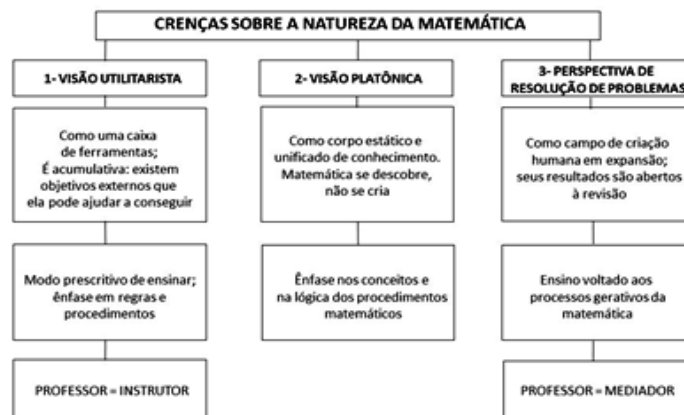 CRENÇAS SOBRE A NATUREZA DA MATEMÁTICA
1- VISÃO UTILITARISTA
Como uma caixa
de ferramentas;
É acumulativa: existem
objetivos externos que
ela pode ajudar a conseguir
Modo prescritivo de ensinar;
ênfase em regras e
procedimentos
PROFESSOR = INSTRUTOR
2- VISÃO PLATÔNICA
Como corpo estático e
unificado de conhecimento.
Matemática se descobre,
não se cria
Ênfase nos conceitos e
na lógica dos procedimentos
matemáticos
3- PERSPECTIVA DE
RESOLUÇÃO DE PROBLEMAS
Como campo de criação
humana em expansão;
seus resultados são abertos
à revisão
Ensino voltado aos
processos gerativos da
matemática
PROFESSOR = MEDIADOR